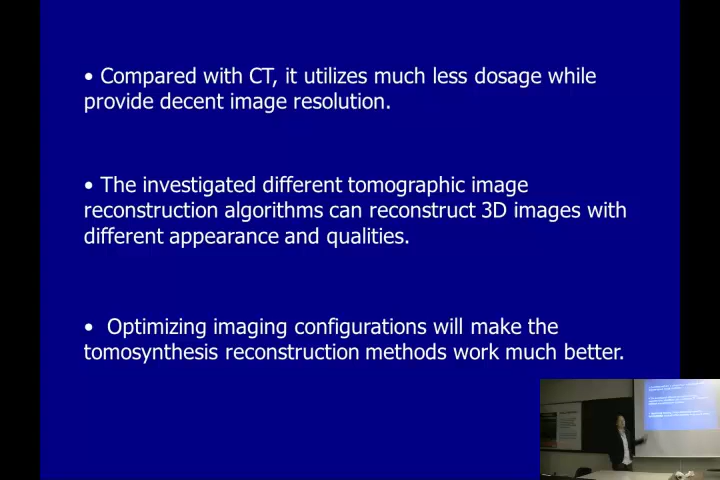 • Compared with CT, it utilizes much less dosage while
provide decent image resolution.
• The investigated different tomographic image
reconstruction algorithms can reconstruct 3D images with
different appearance and qualities.
• Optimizing imaging configurations will make the
tomosynthesis reconstruction methods work much better.